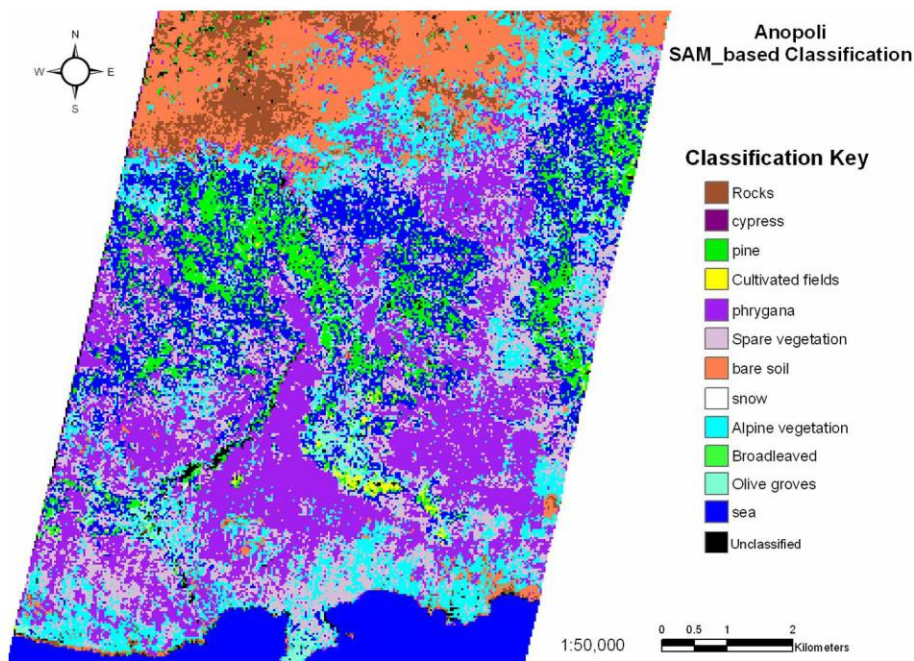 Anopoli
SAM_based Classification
N
W E
S
Classification Key
Rocks
cypress
pine
Cultivated fields
phrygana
Spare vegetation
bare soil
snow
Alpine vegetation
Broadleaved
Olive groves
sea
Unclassified
1:50,000
0 0.5 1 2
Kilometers